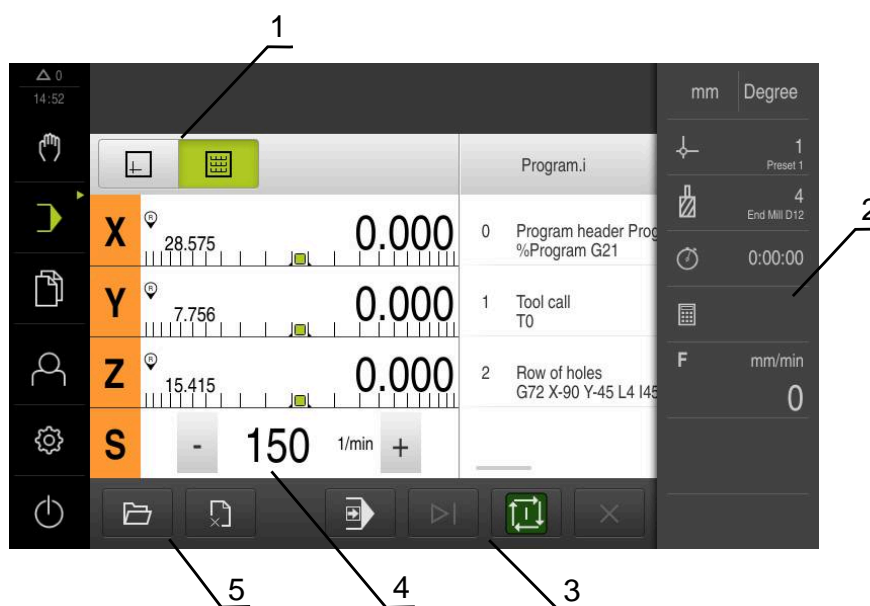 1
0
14:52
mm Degree
1
Preset 1
Program.i
4
End Mill D12
2
X R 28.575 0.000
0 Program header Prog
%Program G21
0:00:00
Y R 7.756 0.000
1 Tool call
T0
Z R 15.415 0.000
2 Row of holes
G72 X-90 Y-45 L4 I45
F mm/min
0
S - 150 1/min +
5 4 3